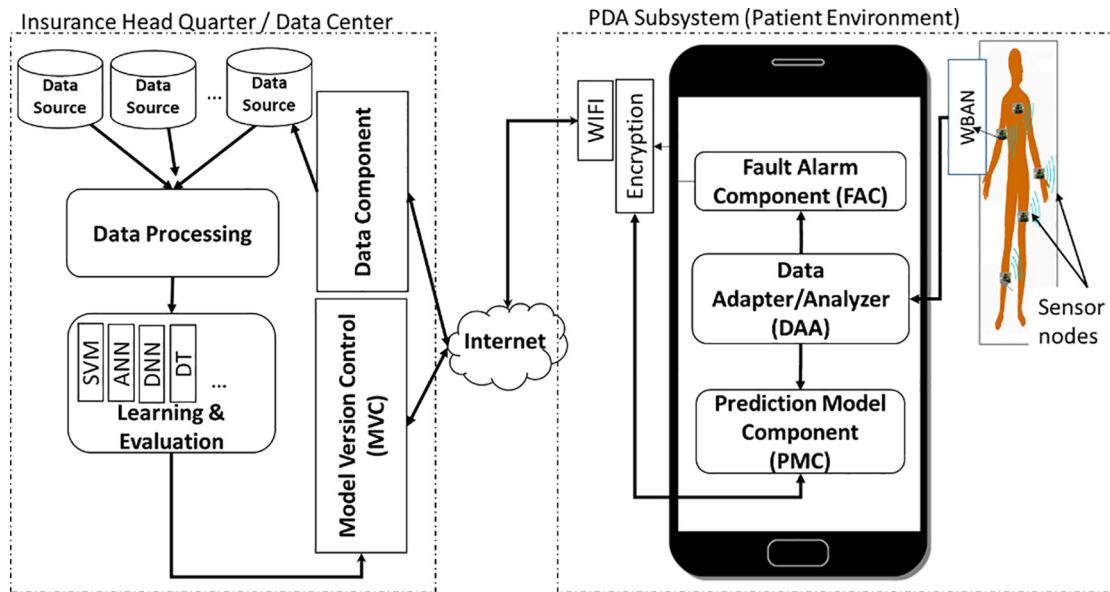 Insurance Head Quarter / Data Center
Data
Source
Data
Source
...
Data
Source
Data Component
Data Processing
SVM
ANN
DNN
DT
...
Learning &
Evaluation
Model Version Control
(MVC)
Internet
PDA Subsystem (Patient Environment)
WIFI
Encryption
Fault Alarm
Component (FAC)
Data
Adapter/Analyzer
(DAA)
Prediction Model
Component
(PMC)
WBAN
Sensor
nodes